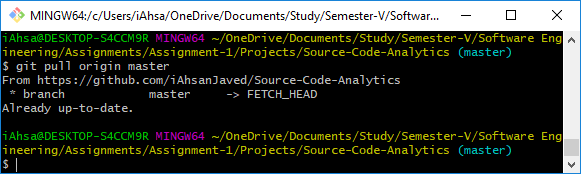 MINGW64:/c/Users/iAhsa/OneDrive/Documents/Study/Semester-V/Software...
iAhsa@DESKTOP-S4CCM9R MINGW64 ~/OneDrive/Documents/Study/Semester-V/Software Eng
ineering/Assignments/Assignment-1/Projects/Source-Code-Analytics (master)
$ git pull origin master
From https://github.com/iAhsanJaved/Source-Code-Analytics
 * branch            master     -> FETCH_HEAD
Already up-to-date.
iAhsa@DESKTOP-S4CCM9R MINGW64 ~/OneDrive/Documents/Study/Semester-V/Software Eng
ineering/Assignments/Assignment-1/Projects/Source-Code-Analytics (master)
$